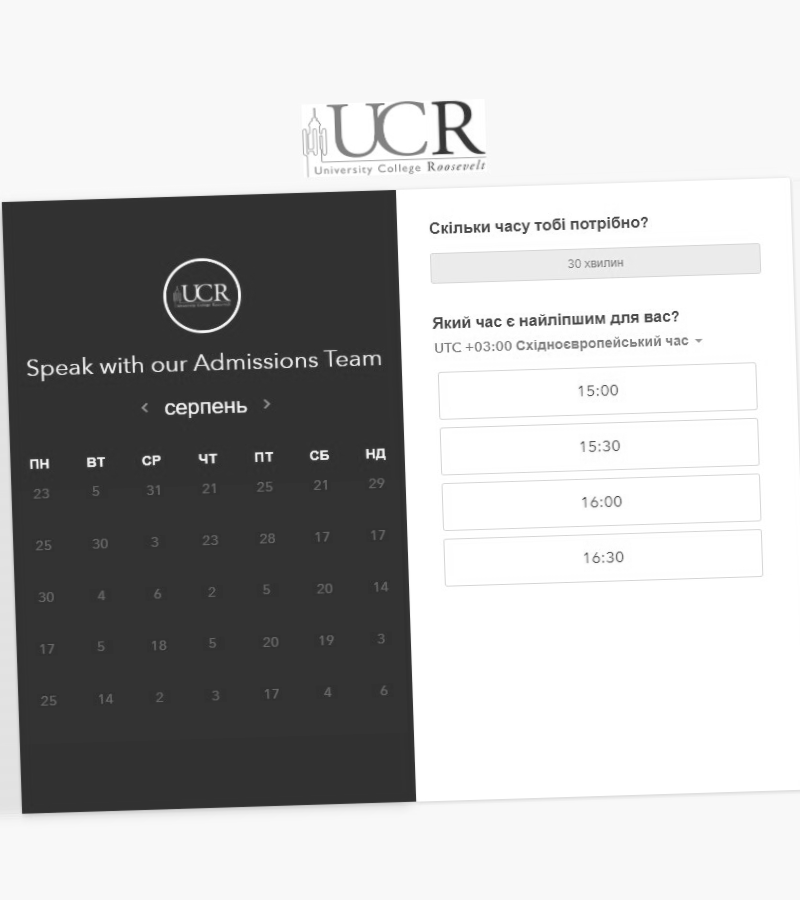 UCR
University College Roosevelt
UCR
Speak with our Admissions Team
серпень
ПН ВТ СР ЧТ ПТ СБ НД
23 5 31 21 25 21 29
25 30 3 23 28 17 17
30 4 6 2 5 20 14
17 5 18 5 20 19 3
25 14 2 3 17 4 6
Скільки часу тобі потрібно?
30 хвилин
Який час є найліпшим для вас?
UTC +03:00 Східноєвропейський час
15:00
15:30
16:00
16:30